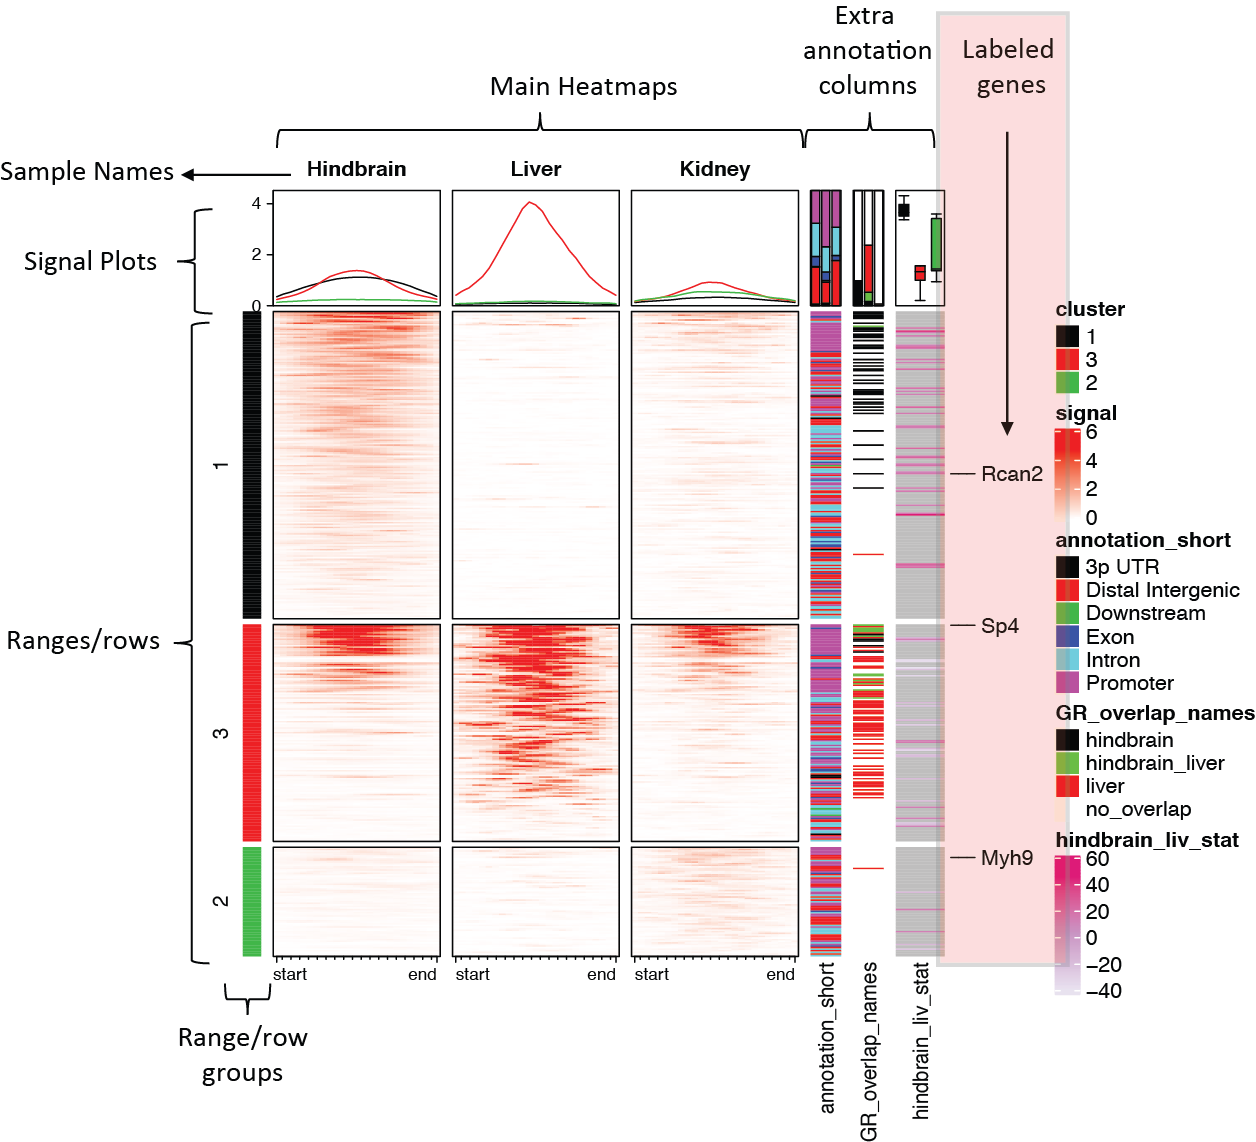 Extra
annotation
columns
Labeled
genes
Main Heatmaps
Sample Names
Hindbrain
Liver
Kidney
Signal Plots
4
2
0
cluster
1
3
2
signal
6
4
2
0
annotation_short
3p UTR
Distal Intergenic
Downstream
Exon
Intron
Promoter
GR_overlap_names
hindbrain
hindbrain_liver
liver
no_overlap
hindbrain_liv_stat
60
40
20
0
−20
−40
Rcan2
Sp4
Myh9
Ranges/rows
1
3
2
start
end
start
end
start
end
annotation_short
GR_overlap_names
hindbrain_liv_stat
Range/row
groups